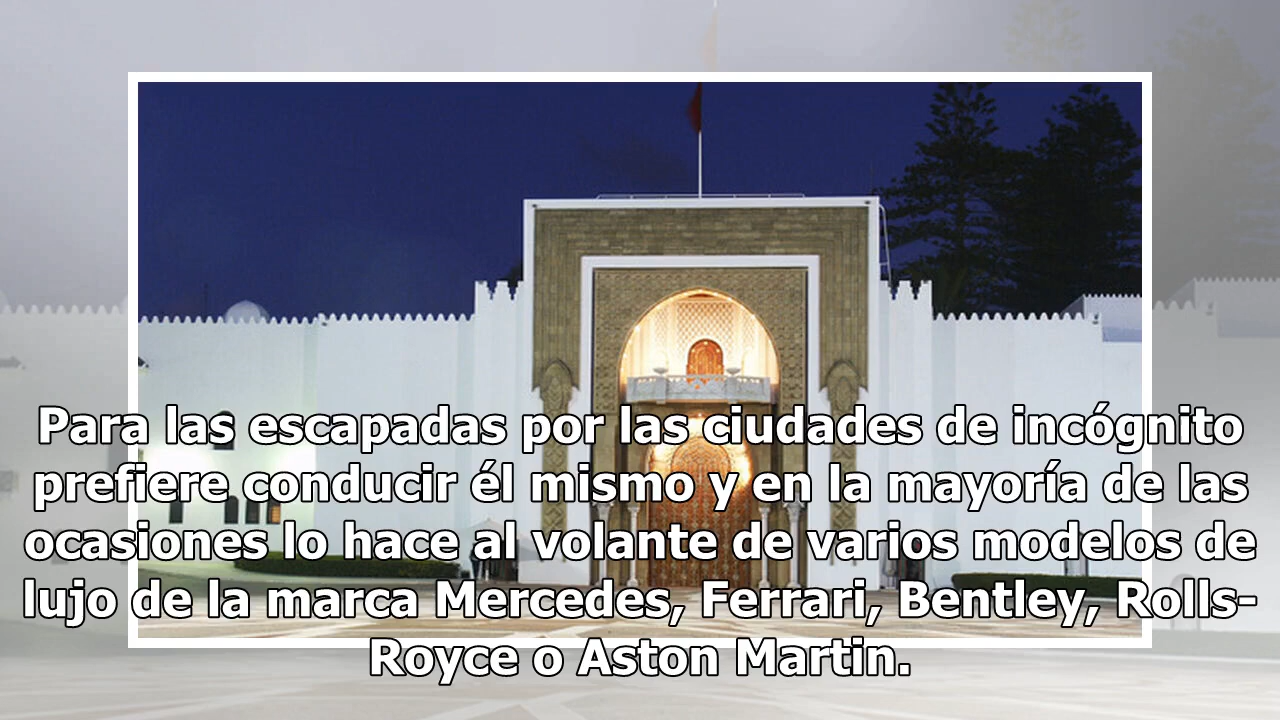 Para las escapadas por las ciudades de incógnito
prefiere conducir él mismo y en la mayoría de las
ocasiones lo hace al volante de varios modelos de
lujo de la marca Mercedes, Ferrari, Bentley, Rolls-
Royce o Aston Martin.